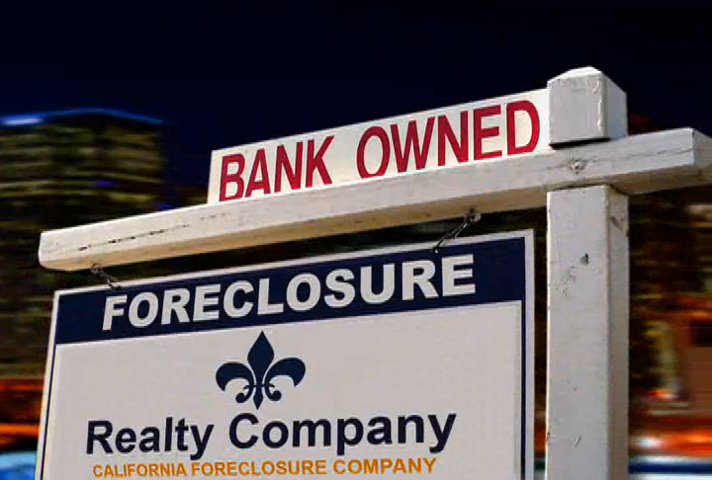 BANK OWNED
FORECLOSURE
Realty Company
CALIFORNIA FORECLOSURE COMPANY